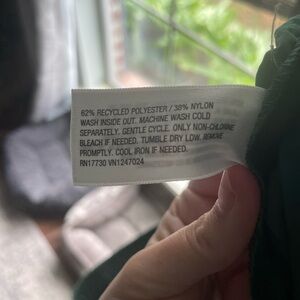 62% RECYCLED POLYESTER / 38% NYLON
WASH INSIDE OUT. MACHINE WASH COLD
SEPARATELY. GENTLE CYCLE. ONLY NON-CHLORINE
BLEACH IF NEEDED. TUMBLE DRY LOW. REMOVE
PROMPTLY. COOL IRON IF NEEDED.
RN17730 VN1247024